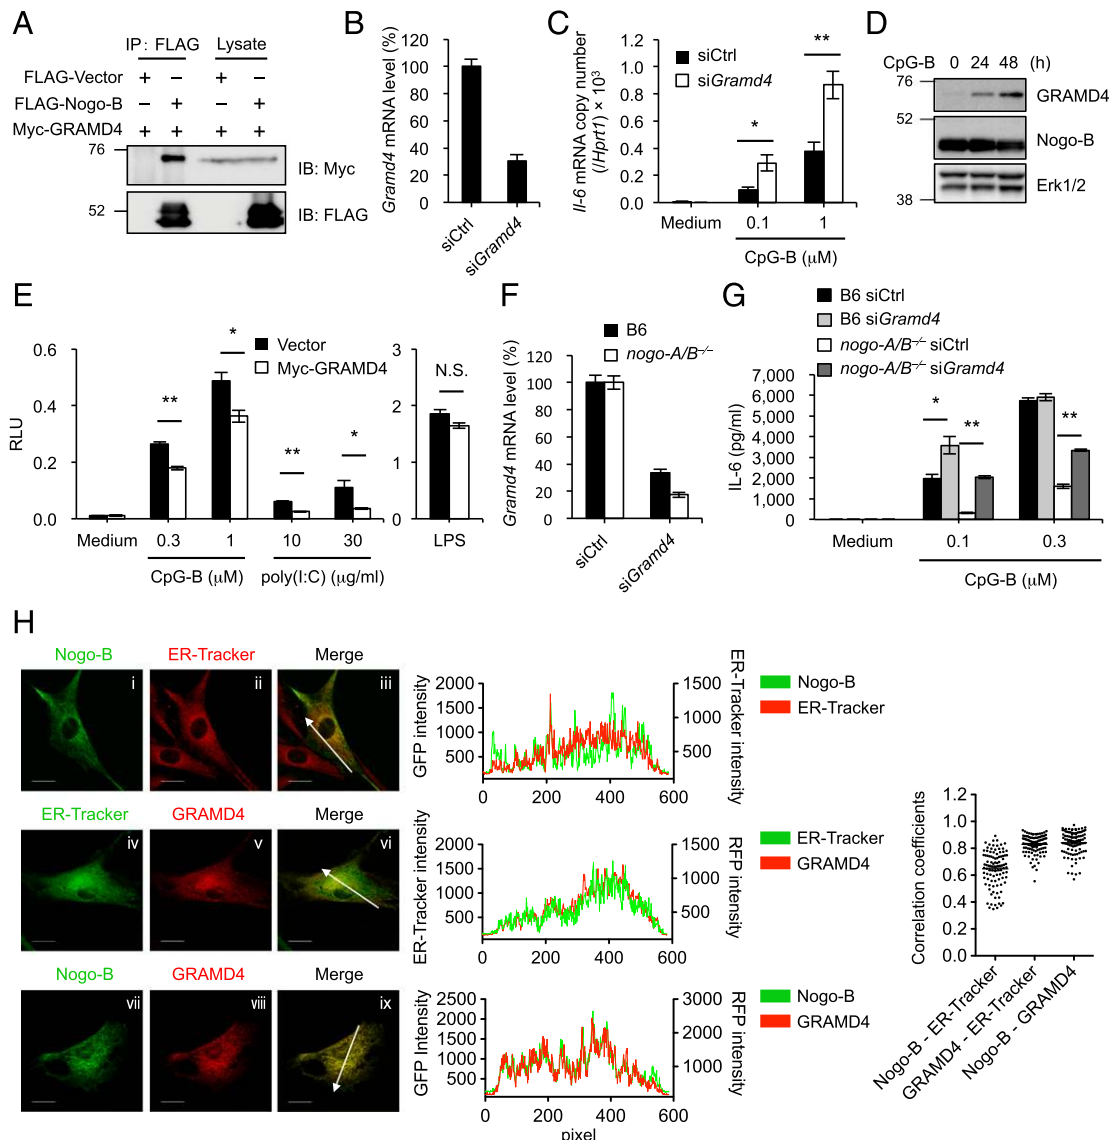 A
IP: FLAG
Lysate
FLAG-Vector + – + –
FLAG-Nogo-B – + – +
Myc-GRAMD4 + + + +
76
IB: Myc
52
IB: FLAG
B
Gramd4 mRNA level (%)
120
100
80
60
40
20
0
siCtrl
siGramd4
C
Il-6 mRNA copy number
(/Hprt1) × 10³
1.2
1.0
0.8
0.6
0.4
0.2
0.0
siCtrl
siGramd4
*
**
Medium
0.1
1
CpG-B (μM)
D
CpG-B 0 24 48 (h)
76
GRAMD4
52
Nogo-B
Erk1/2
38
E
RLU
0.6
0.4
0.2
0.0
Vector
Myc-GRAMD4
**
*
**
*
Medium
0.3
1
10
30
CpG-B (μM)
poly(I:C) (μg/ml)
3
2
1
0
N.S.
LPS
F
B6
nogo-A/B–/–
Gramd4 mRNA level (%)
120
100
80
60
40
20
0
siCtrl
siGramd4
G
B6 siCtrl
B6 siGramd4
nogo-A/B–/– siCtrl
nogo-A/B–/– siGramd4
IL-6 (pg/ml)
7,000
6,000
5,000
4,000
3,000
2,000
1,000
0
*
**
**
Medium
0.1
0.3
CpG-B (μM)
H
Nogo-B
ER-Tracker
Merge
i
ii
iii
GFP intensity
2000
1500
1000
500
0 200 400 600
1500
1000
500
ER-Tracker intensity
Nogo-B
ER-Tracker
ER-Tracker
GRAMD4
Merge
iv
v
vi
ER-Tracker intensity
2000
1500
1000
500
0 200 400 600
1500
1000
500
RFP intensity
ER-Tracker
GRAMD4
Nogo-B
GRAMD4
Merge
vii
viii
ix
GFP Intensity
2500
2000
1500
1000
500
0 200 400 600
pixel
3000
2000
1000
RFP intensity
Nogo-B
GRAMD4
Correlation coefficients
1.2
1.0
0.8
0.6
0.4
0.2
0.0
Nogo-B - ER-Tracker
GRAMD4 - ER-Tracker
Nogo-B - GRAMD4